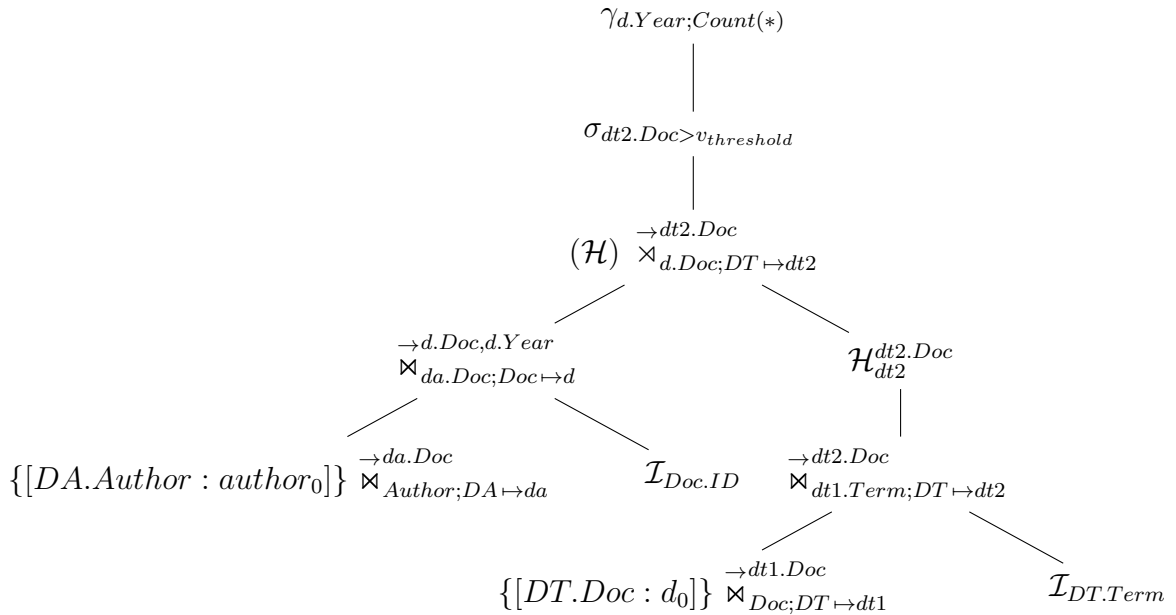 γ_{d.Year;Count(*)}
σ_{dt2.Doc>v_{threshold}}
(ℋ) →⋊^{dt2.Doc}_{d.Doc;DT↦dt2}
→⋈^{d.Doc,d.Year}_{da.Doc;Doc↦d}
ℋ^{dt2.Doc}_{dt2}
{[DA.Author : author_0]} →⋈^{da.Doc}_{Author;DA↦da}
ℐ_{Doc.ID}
→⋈^{dt2.Doc}_{dt1.Term;DT↦dt2}
{[DT.Doc : d_0]} →⋈^{dt1.Doc}_{Doc;DT↦dt1}
ℐ_{DT.Term}